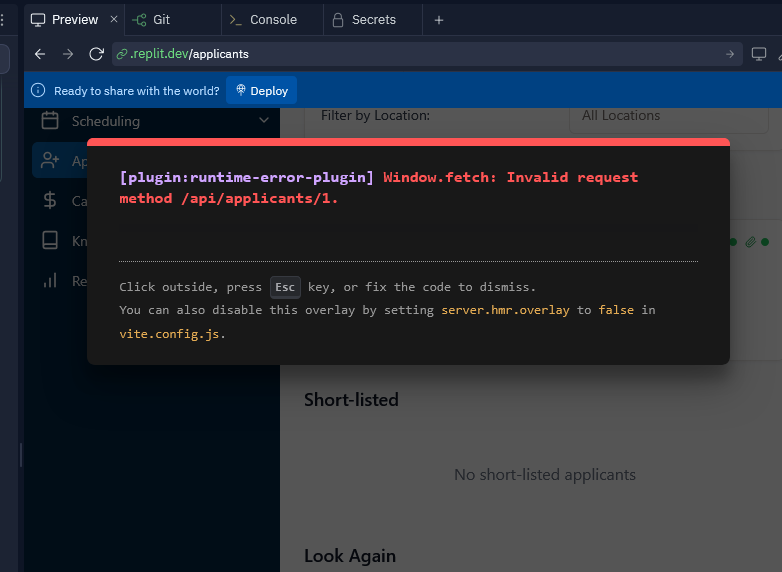 Preview
Git
Console
Secrets
.replit.dev/applicants
Ready to share with the world?
Deploy
Scheduling
Filter by Location:
All Locations
Ap
[plugin:runtime-error-plugin] Window.fetch: Invalid request
method /api/applicants/1.
Ca
Kn
Re
Click outside, press Esc key, or fix the code to dismiss.
You can also disable this overlay by setting server.hmr.overlay to false in
vite.config.js.
Short-listed
No short-listed applicants
Look Again